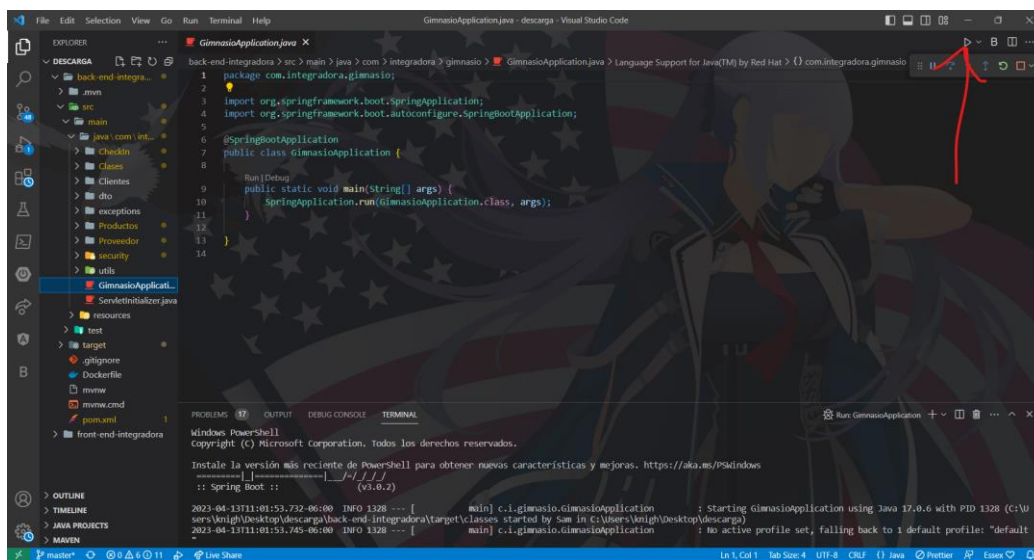 File Edit Selection View Go Run Terminal Help
GimnasioApplication.java - descarga - Visual Studio Code
EXPLORER
GimnasioApplication.java
DESCARGA
back-end-integradora > src > main > java > com > integradora > gimnasio > GimnasioApplication.java > Language Support for Java(TM) by Red Hat > {} com.integradora.gimnasio
back-end-integra...
.mvn
src
main
java \ com \ int...
CheckIn
Clases
Clientes
dto
exceptions
Productos
Proveedor
security
utils
GimnasioApplicati...
ServletInitializer.java
resources
test
target
.gitignore
Dockerfile
mvnw
mvnw.cmd
pom.xml 1
front-end-integradora
OUTLINE
TIMELINE
JAVA PROJECTS
MAVEN
1 package com.integradora.gimnasio;
2
3 import org.springframework.boot.SpringApplication;
4 import org.springframework.boot.autoconfigure.SpringBootApplication;
5
6 @SpringBootApplication
7 public class GimnasioApplication {
8
Run | Debug
9 public static void main(String[] args) {
10 SpringApplication.run(GimnasioApplication.class, args);
11 }
12
13 }
14
PROBLEMS 17 OUTPUT DEBUG CONSOLE TERMINAL
Run: GimnasioApplication
Windows PowerShell
Copyright (C) Microsoft Corporation. Todos los derechos reservados.
Instale la versión más reciente de PowerShell para obtener nuevas características y mejoras. https://aka.ms/PSWindows
=========|_|==============|___/=/_/_/_/
:: Spring Boot :: (v3.0.2)
2023-04-13T11:01:53.732-06:00 INFO 1328 --- [ main] c.i.gimnasio.GimnasioApplication : Starting GimnasioApplication using Java 17.0.6 with PID 1328 (C:\U
sers\knigh\Desktop\descarga\back-end-integradora\target\classes started by Sam in C:\Users\knigh\Desktop\descarga)
2023-04-13T11:01:53.745-06:00 INFO 1328 --- [ main] c.i.gimnasio.GimnasioApplication : No active profile set, falling back to 1 default profile: "default
master* 0 6 11 Live Share
Ln 1, Col 1 Tab Size: 4 UTF-8 CRLF {} Java Prettier Essex